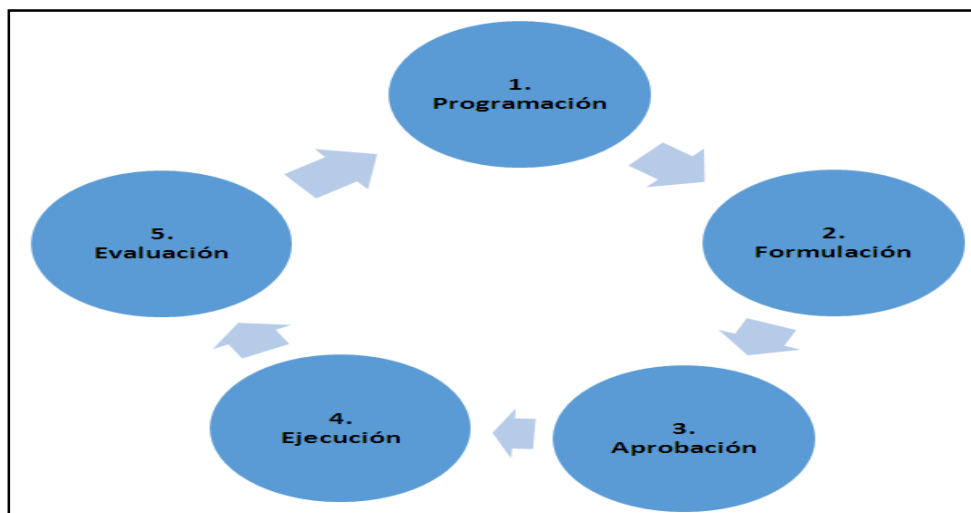 1.
Programación
2.
Formulación
3.
Aprobación
4.
Ejecución
5.
Evaluación